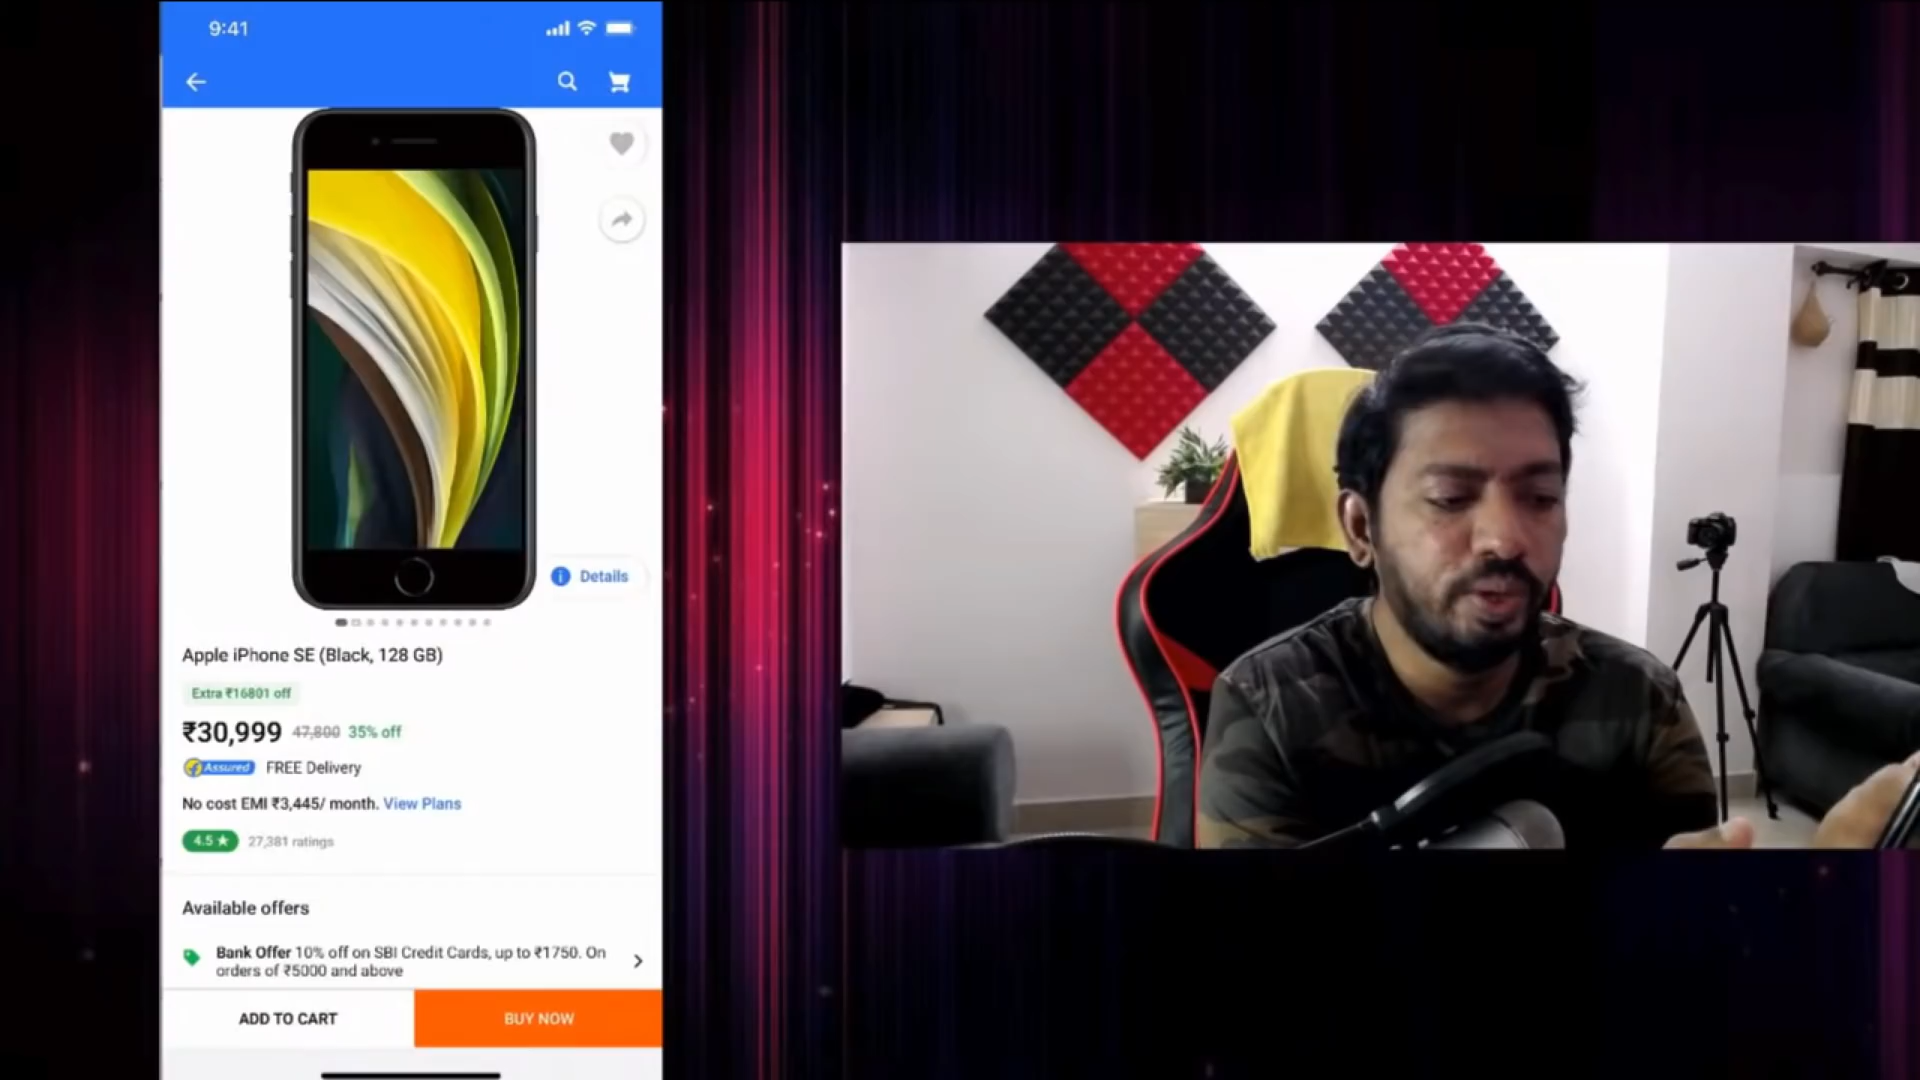 9:41
Details
Apple iPhone SE (Black, 128 GB)
Extra ₹16801 off
₹30,999 47,800 35% off
Assured FREE Delivery
No cost EMI ₹3,445/ month. View Plans
4.5 ★ 27,381 ratings
Available offers
Bank Offer 10% off on SBI Credit Cards, up to ₹1750. On
orders of ₹5000 and above
ADD TO CART BUY NOW